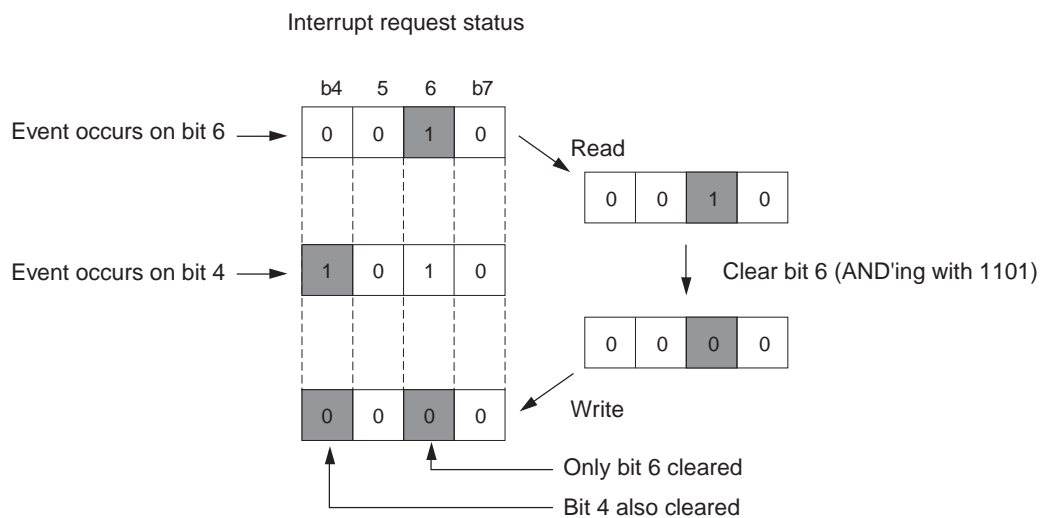 Interrupt request status
b4 5 6 b7
Event occurs on bit 6
0 0 1 0
Read
0 0 1 0
Event occurs on bit 4
1 0 1 0
Clear bit 6 (AND'ing with 1101)
0 0 0 0
Write
0 0 0 0
Only bit 6 cleared
Bit 4 also cleared